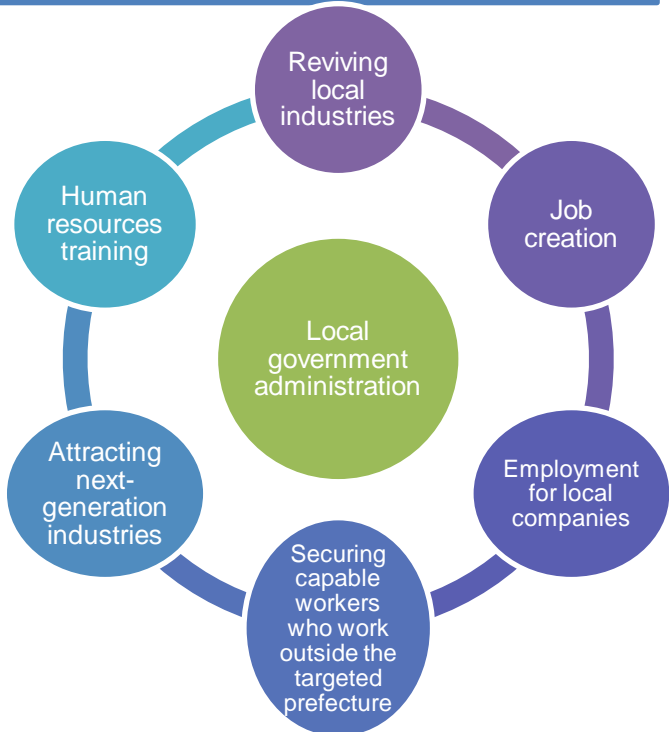 Reviving
local
industries
Human
resources
training
Job
creation
Local
government
administration
Attracting
next-
generation
industries
Employment
for local
companies
Securing
capable
workers
who work
outside the
targeted
prefecture